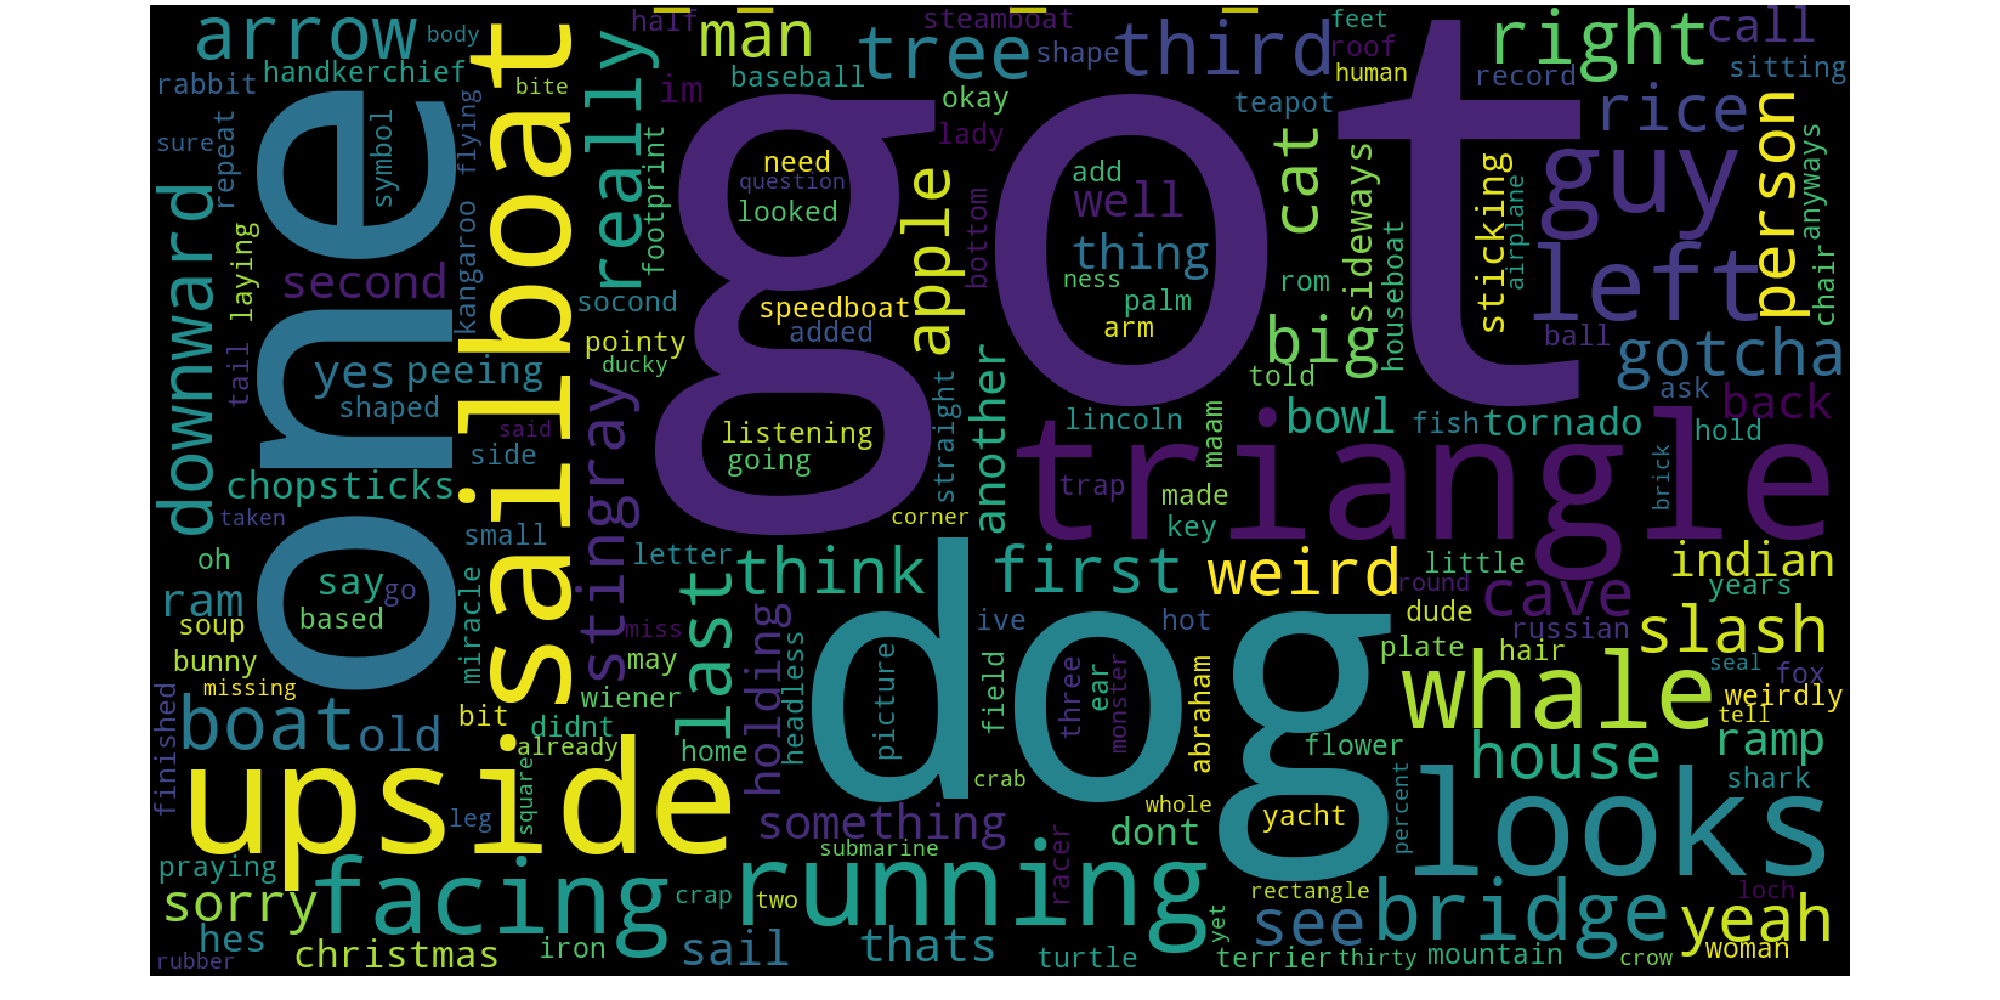 arrow
body
half
man
steamboat
tree
shape
third
feet
roof
human
right
call
sitting
record
rabbit
handkerchief
bite
really
im
baseball
okay
teapot
lady
rice
person
sure
repeat
symbol
flying
sailboat
one
got
footprint
need
question
looked
add
well
thing
ness
palm
arm
cat
sideways
sticking
airplane
guy
anyways
chair
left
downward
laying
second
kangaroo
socond
apple
bottom
speedboat
added
rom
houseboat
big
ball
gotcha
tail
yes
peeing
shaped
pointy
ducky
stingray
straight
another
told
ask
back
said
side
listening
going
lincoln
maam
bowl
fish
tornado
hold
chopsticks
taken
small
corner
trap
made
key
triangle
brick
oh
say
go
based
ram
soup
bunny
missing
miracle
letter
last
think
first
weird
little
round
indian
years
cave
miss
may
wiener
holding
headless
picture
dog
ive
field
three
ear
monster
hot
abraham
dude
plate
russian
hair
slash
seal
fox
weirdly
tell
whale
finished
boat
old
bit
didnt
already
square
home
crab
whole
flower
house
ramp
shark
upside
leg
something
submarine
dont
yacht
percent
looks
racer
praying
sorry
facing
crap
two
running
rectangle
loch
yet
see
bridge
yeah
woman
hes
rubber
christmas
iron
sail
thats
turtle
terrier
thirty
mountain
crow